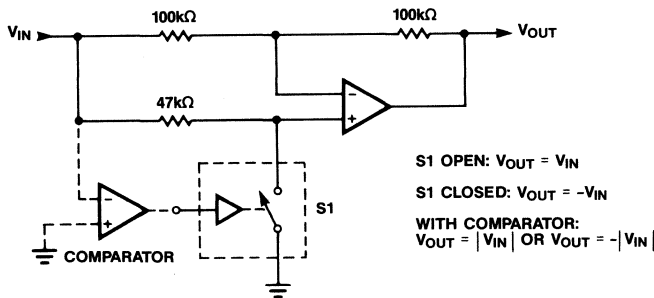 100kΩ
100kΩ
VIN
VOUT
47kΩ
-
+
S1 OPEN: VOUT = VIN
S1
S1 CLOSED: VOUT = -VIN
-
+
WITH COMPARATOR:
VOUT = |VIN| OR VOUT = -|VIN|
COMPARATOR